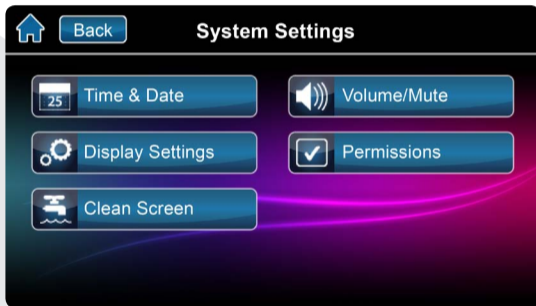 Back
System Settings
25
Time & Date
Volume/Mute
Display Settings
Permissions
Clean Screen